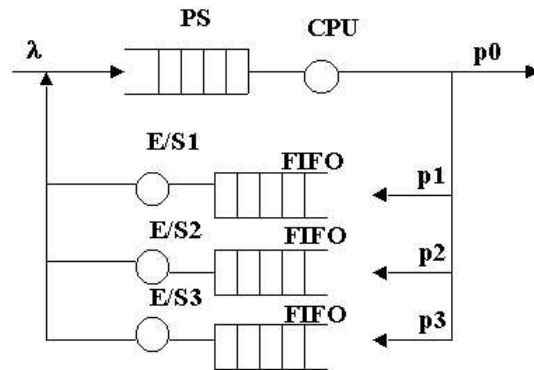 PS CPU
λ p0
E/S1
FIFO
p1
E/S2
FIFO
p2
E/S3
FIFO
p3